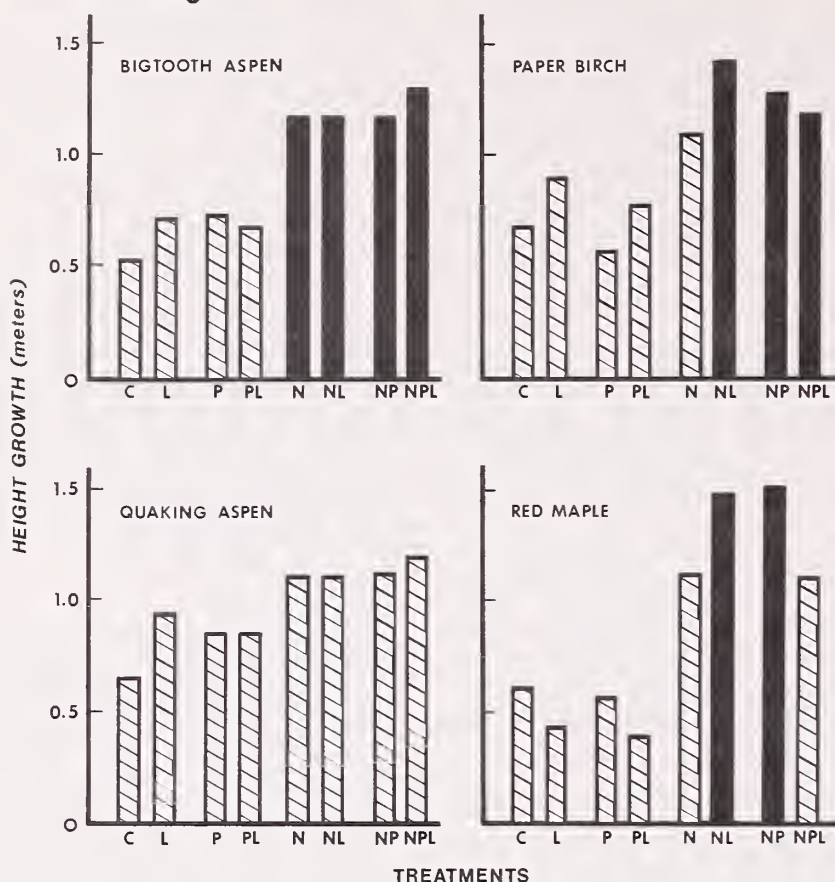 1.5
BIGTOOTH ASPEN
1.0
0.5
O
C L P PL N NL NP NPL
PAPER BIRCH
C L P PL N NL NP NPL
HEIGHT GROWTH (meters)
1.5
QUAKING ASPEN
1.0
0.5
O
C L P PL N NL NP NPL
RED MAPLE
C L P PL N NL NP NPL
TREATMENTS